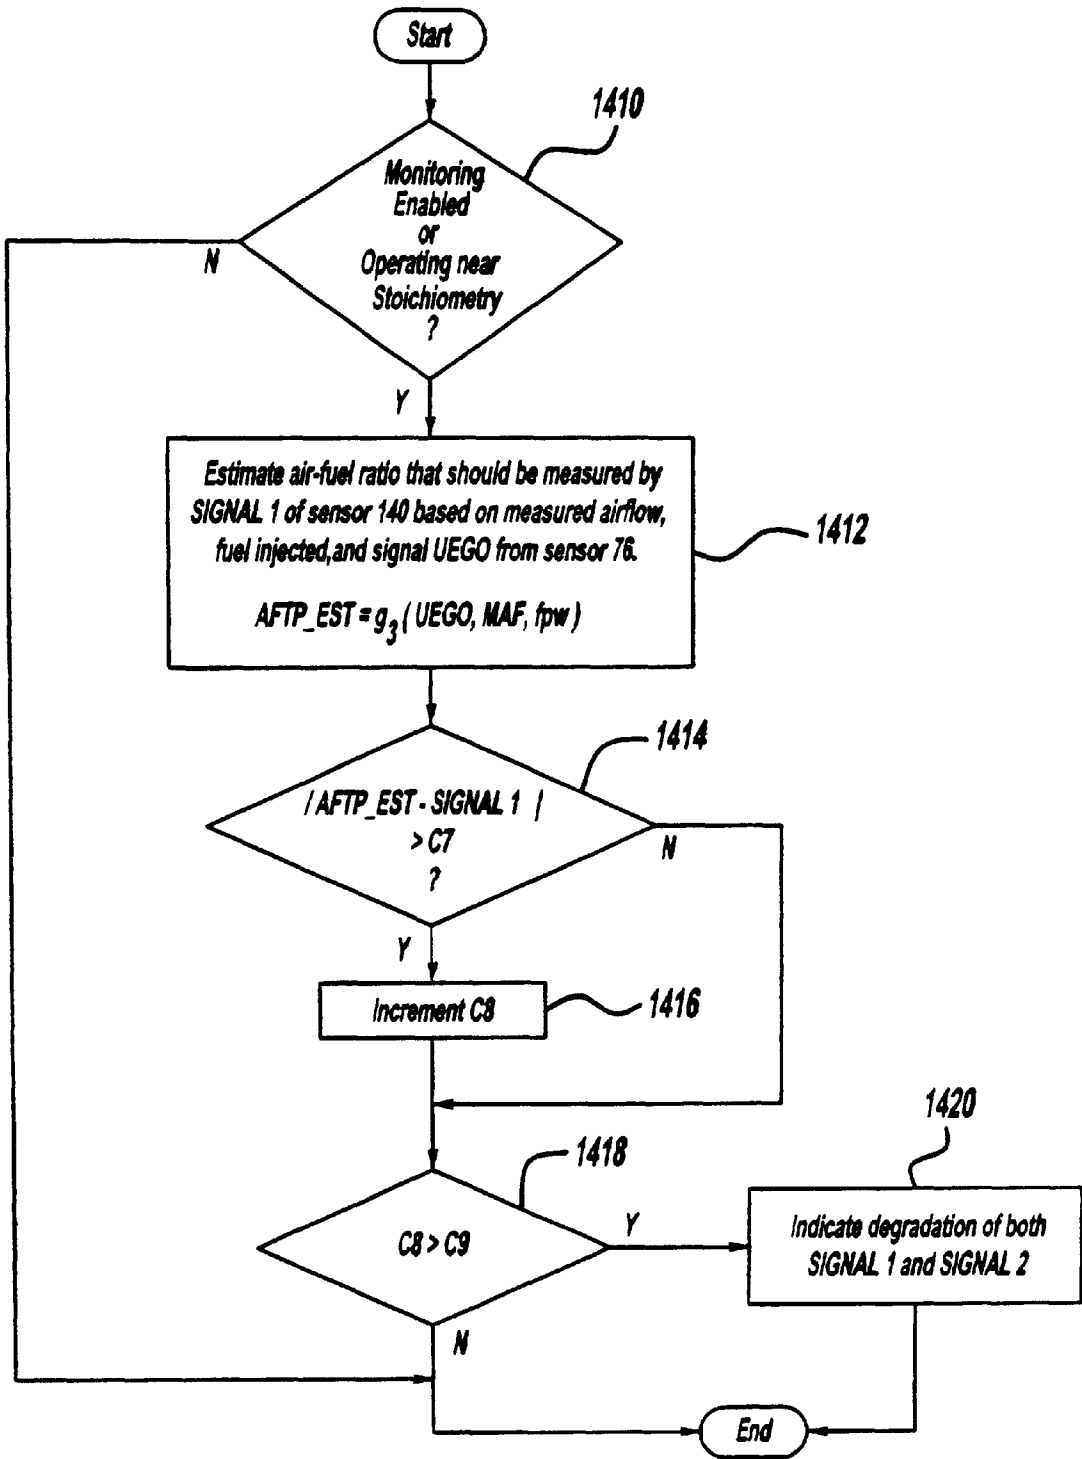 Start
1410
Monitoring
Enabled
or
Operating near
Stoichiometry
?
N
Y
Estimate air-fuel ratio that should be measured by
SIGNAL 1 of sensor 140 based on measured airflow,
fuel injected,and signal UEGO from sensor 76.
AFTP_EST = g3 ( UEGO, MAF, fpw )
1412
1414
| AFTP_EST - SIGNAL 1 |
> C7
?
N
Y
Increment C8
1416
1418
C8 > C9
Y
N
1420
Indicate degradation of both
SIGNAL 1 and SIGNAL 2
End